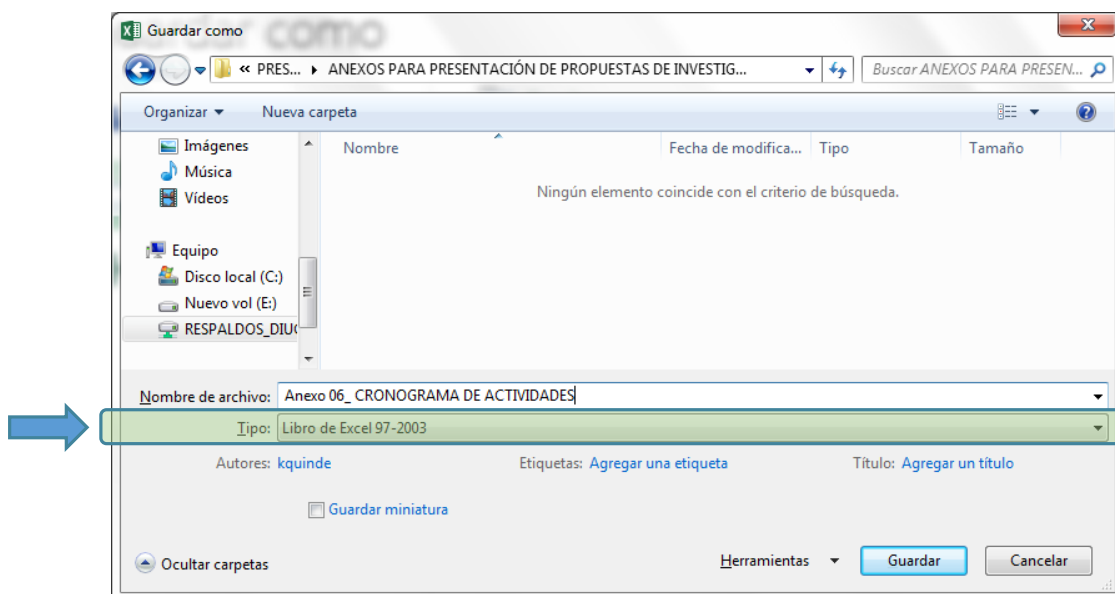 Guardar como
« PRES... ▸ ANEXOS PARA PRESENTACIÓN DE PROPUESTAS DE INVESTIG...
Buscar ANEXOS PARA PRESEN...
Organizar
Nueva carpeta
Imágenes
Música
Vídeos
Equipo
Disco local (C:)
Nuevo vol (E:)
RESPALDOS_DIUC
Nombre
Fecha de modifica...
Tipo
Tamaño
Ningún elemento coincide con el criterio de búsqueda.
Nombre de archivo: Anexo 06_ CRONOGRAMA DE ACTIVIDADES
Tipo: Libro de Excel 97-2003
Autores: kquinde
Etiquetas: Agregar una etiqueta
Título: Agregar un título
Guardar miniatura
Ocultar carpetas
Herramientas
Guardar
Cancelar